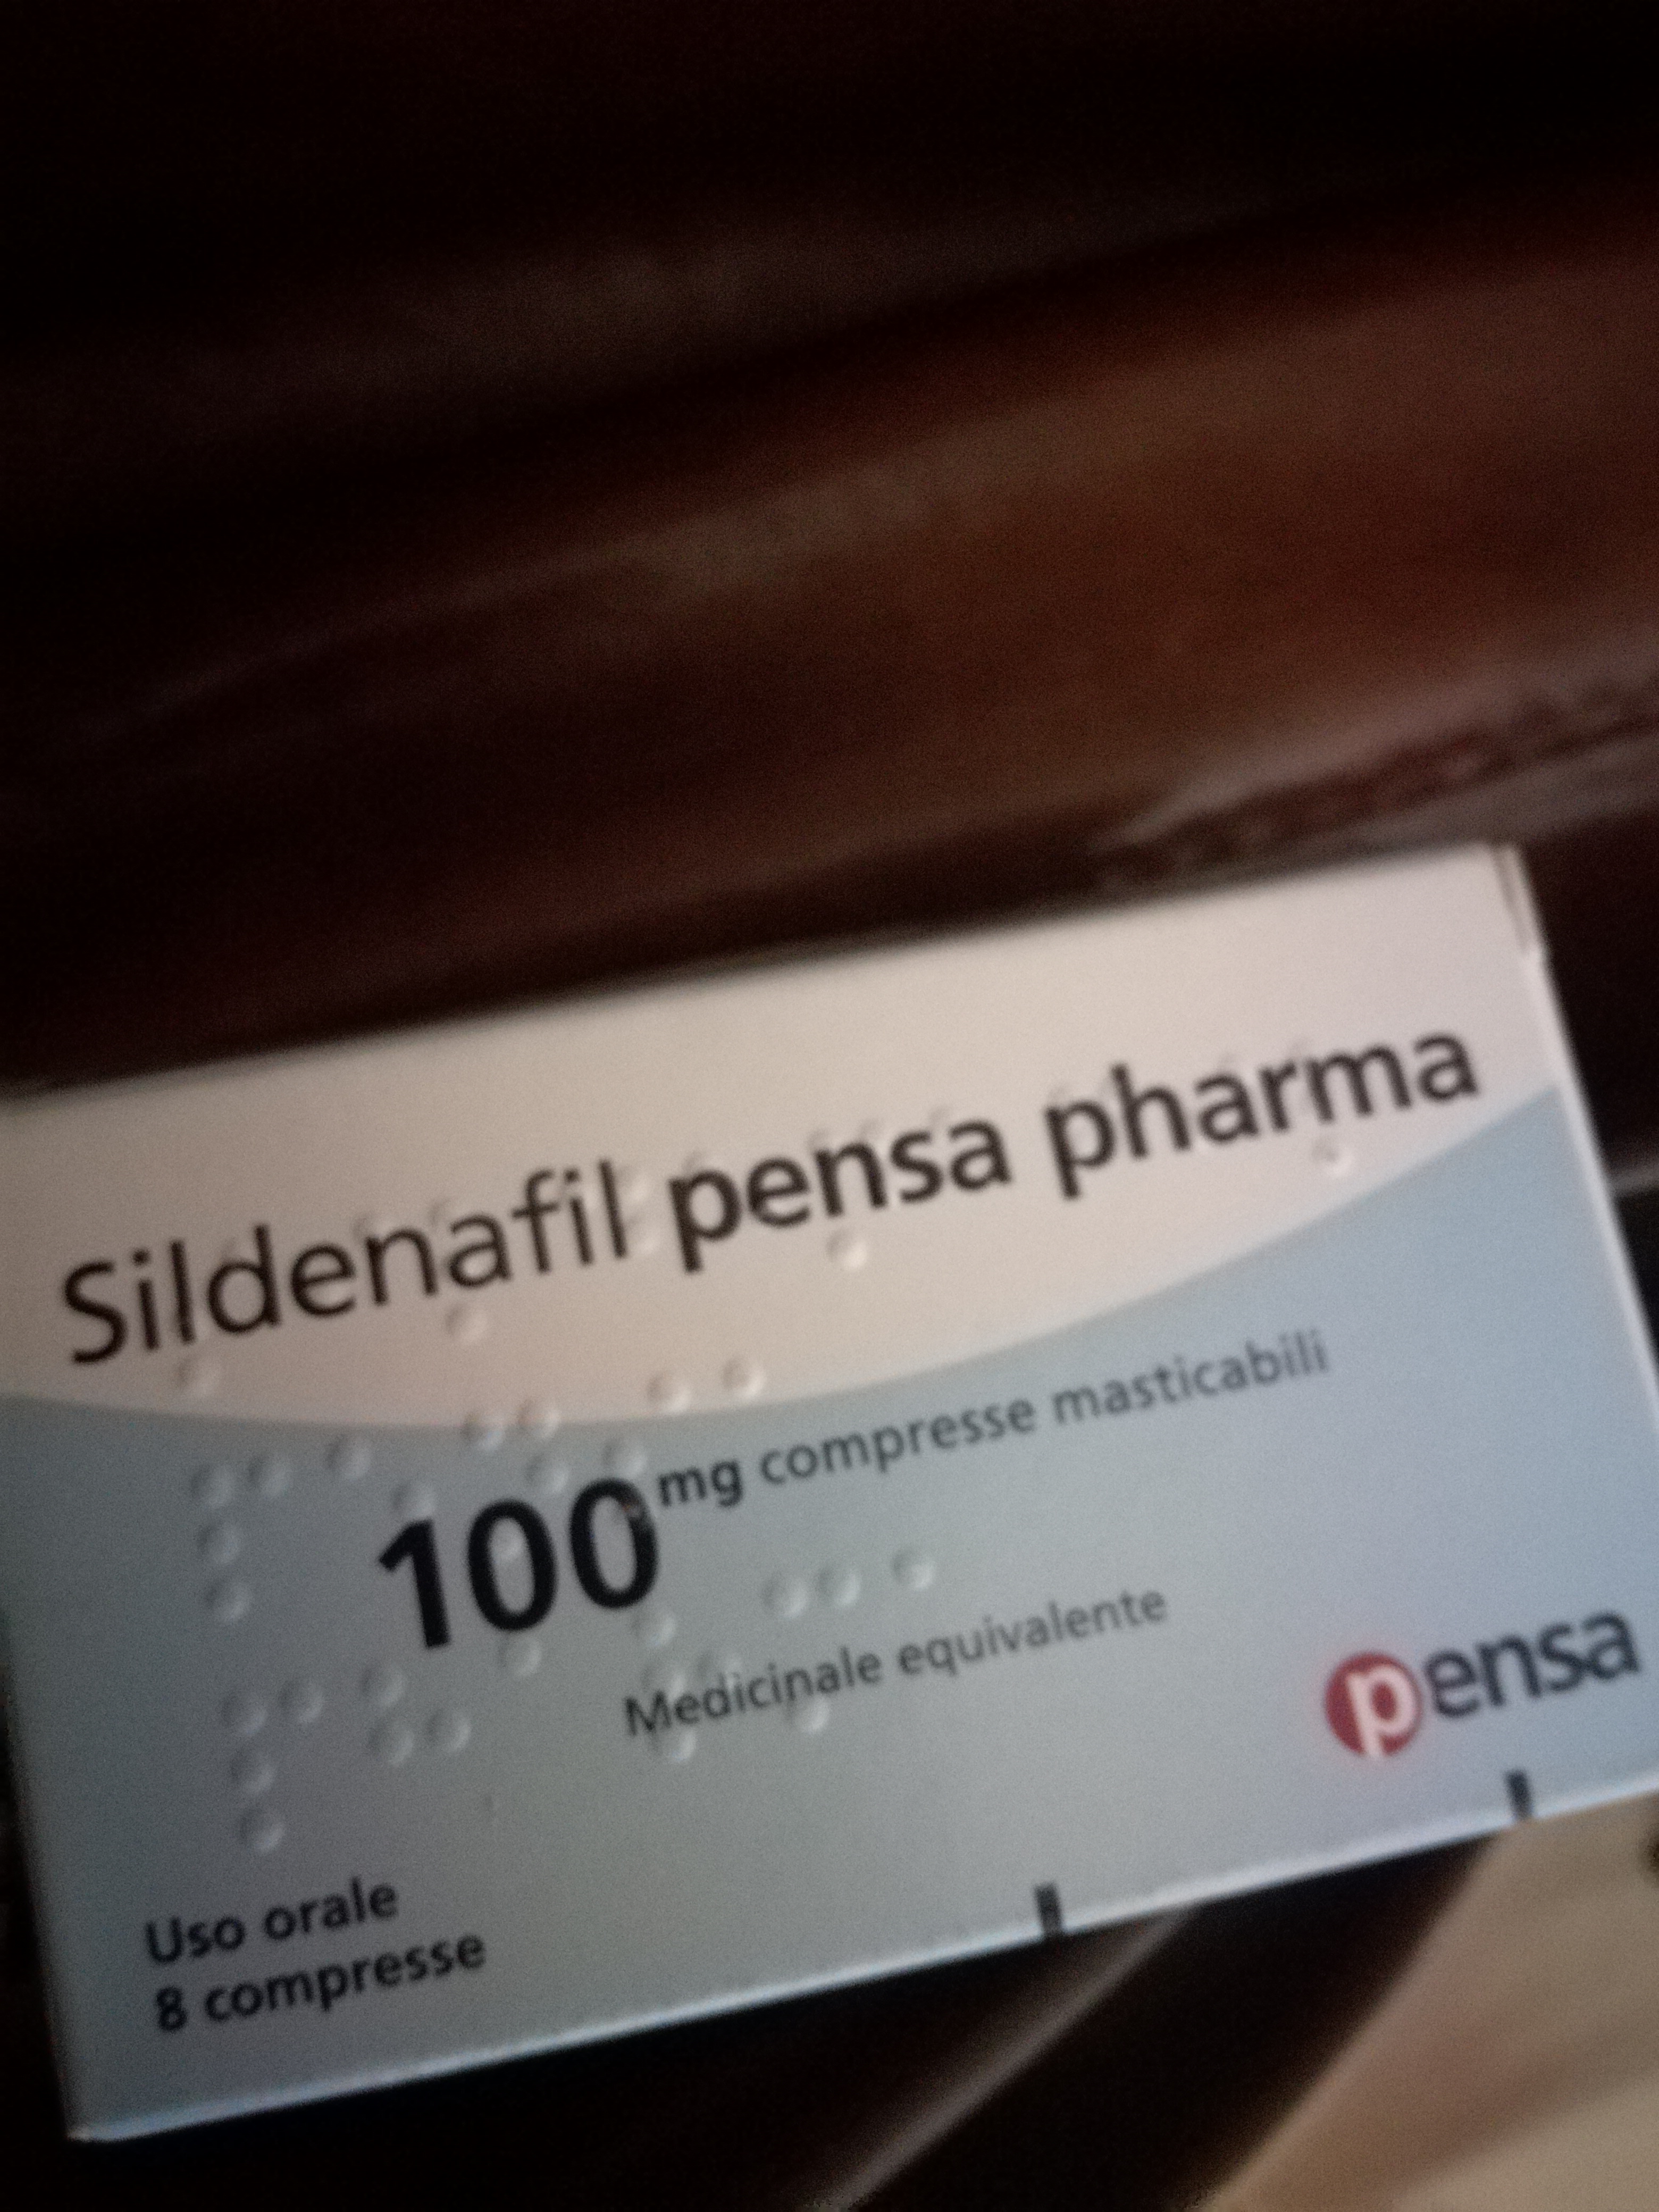 Sildenafil pensa pharma
100 mg compresse masticabili
Medicinale equivalente
pensa
Uso orale
8 compresse